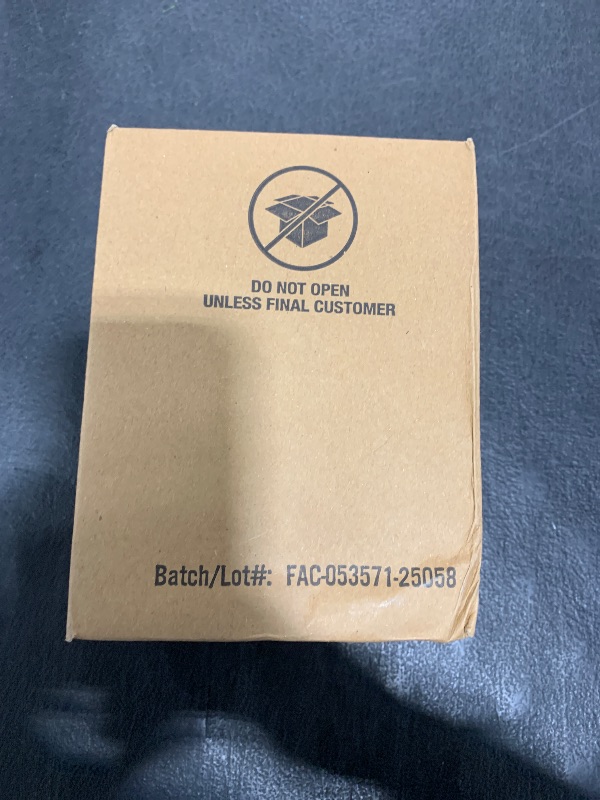 DO NOT OPEN
UNLESS FINAL CUSTOMER
Batch/Lot#: FAC-053571-25058